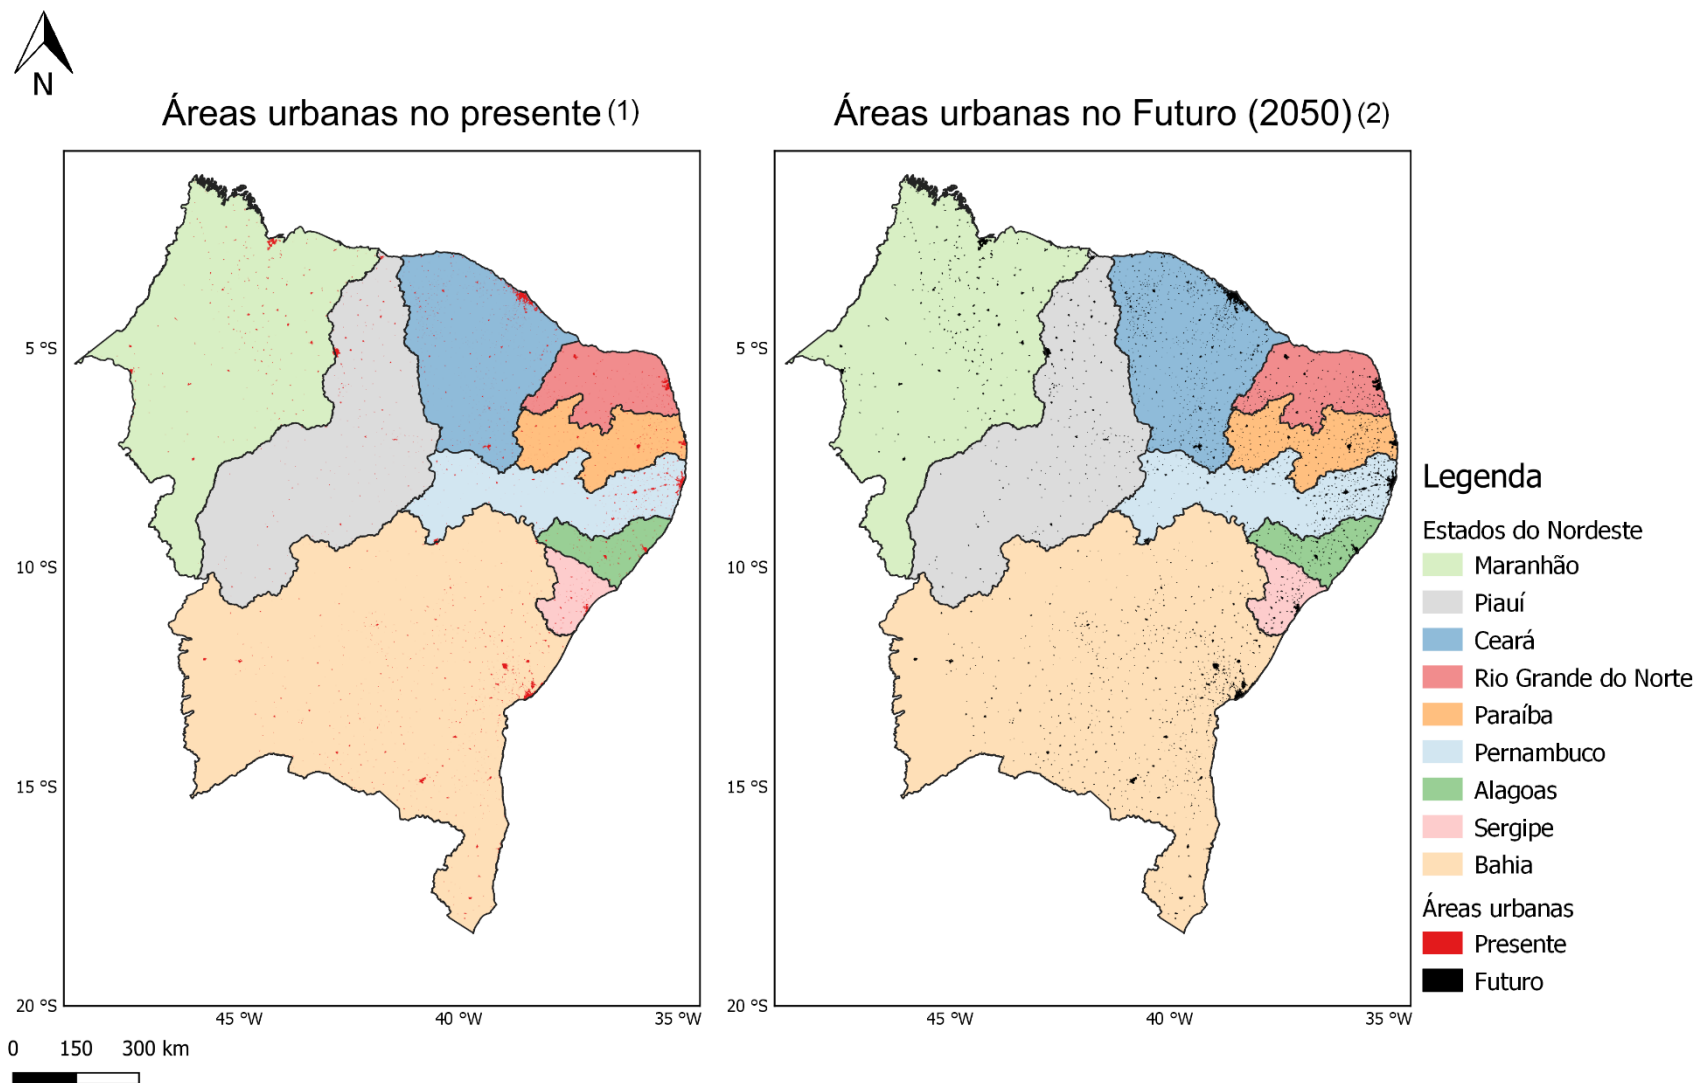 N
Áreas urbanas no presente (1)
Áreas urbanas no Futuro (2050) (2)
5 °S
10 °S
15 °S
20 °S
45 °W
40 °W
35 °W
5 °S
10 °S
15 °S
20 °S
45 °W
40 °W
35 °W
Legenda
Estados do Nordeste
Maranhão
Piauí
Ceará
Rio Grande do Norte
Paraíba
Pernambuco
Alagoas
Sergipe
Bahia
Áreas urbanas
Presente
Futuro
0 150 300 km